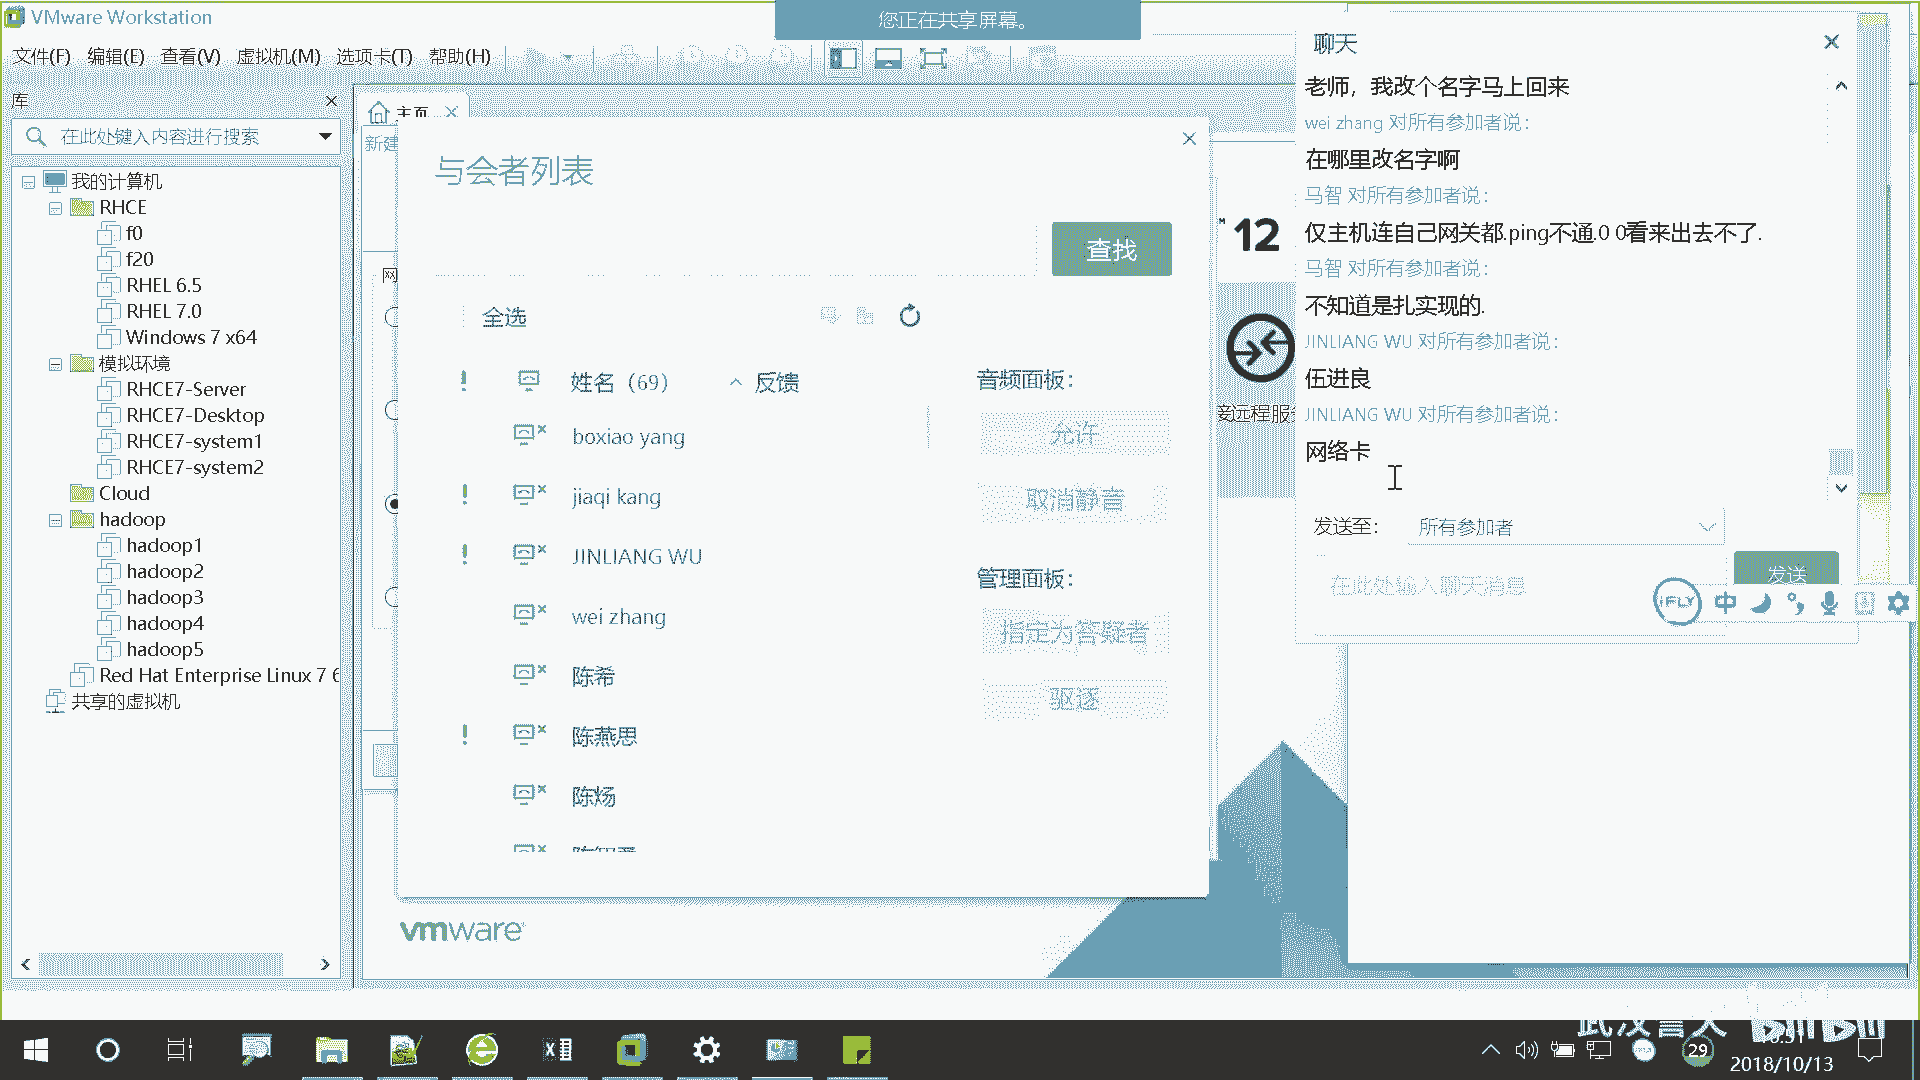 VMware Workstation
您正在共享屏幕。
文件(F) 编辑(E) 查看(V) 虚拟机(M) 选项卡(T) 帮助(H)
库
在此处键入内容进行搜索
我的计算机
RHCE
f0
f20
RHEL 6.5
RHEL 7.0
Windows 7 x64
模拟环境
RHCE7-Server
RHCE7-Desktop
RHCE7-system1
RHCE7-system2
Cloud
hadoop
hadoop1
hadoop2
hadoop3
hadoop4
hadoop5
Red Hat Enterprise Linux 7 6
共享的虚拟机
主页
新建
网
与会者列表
查找
全选
姓名（69）
反馈
boxiao yang
jiaqi kang
JINLIANG WU
wei zhang
陈希
陈燕思
陈炀
音频面板：
允许
取消静音
管理面板：
指定为答疑者
驱逐
12
接远程服务
vmware
聊天
老师，我改个名字马上回来
wei zhang 对所有参加者说：
在哪里改名字啊
马智 对所有参加者说：
仅主机连自己网关都.ping不通.0 0看来出去不了.
马智 对所有参加者说：
不知道是扎实现的.
JINLIANG WU 对所有参加者说：
伍进良
JINLIANG WU 对所有参加者说：
网络卡
发送至：
所有参加者
在此处输入聊天消息
发送
iFLY
中
29
2018/10/13